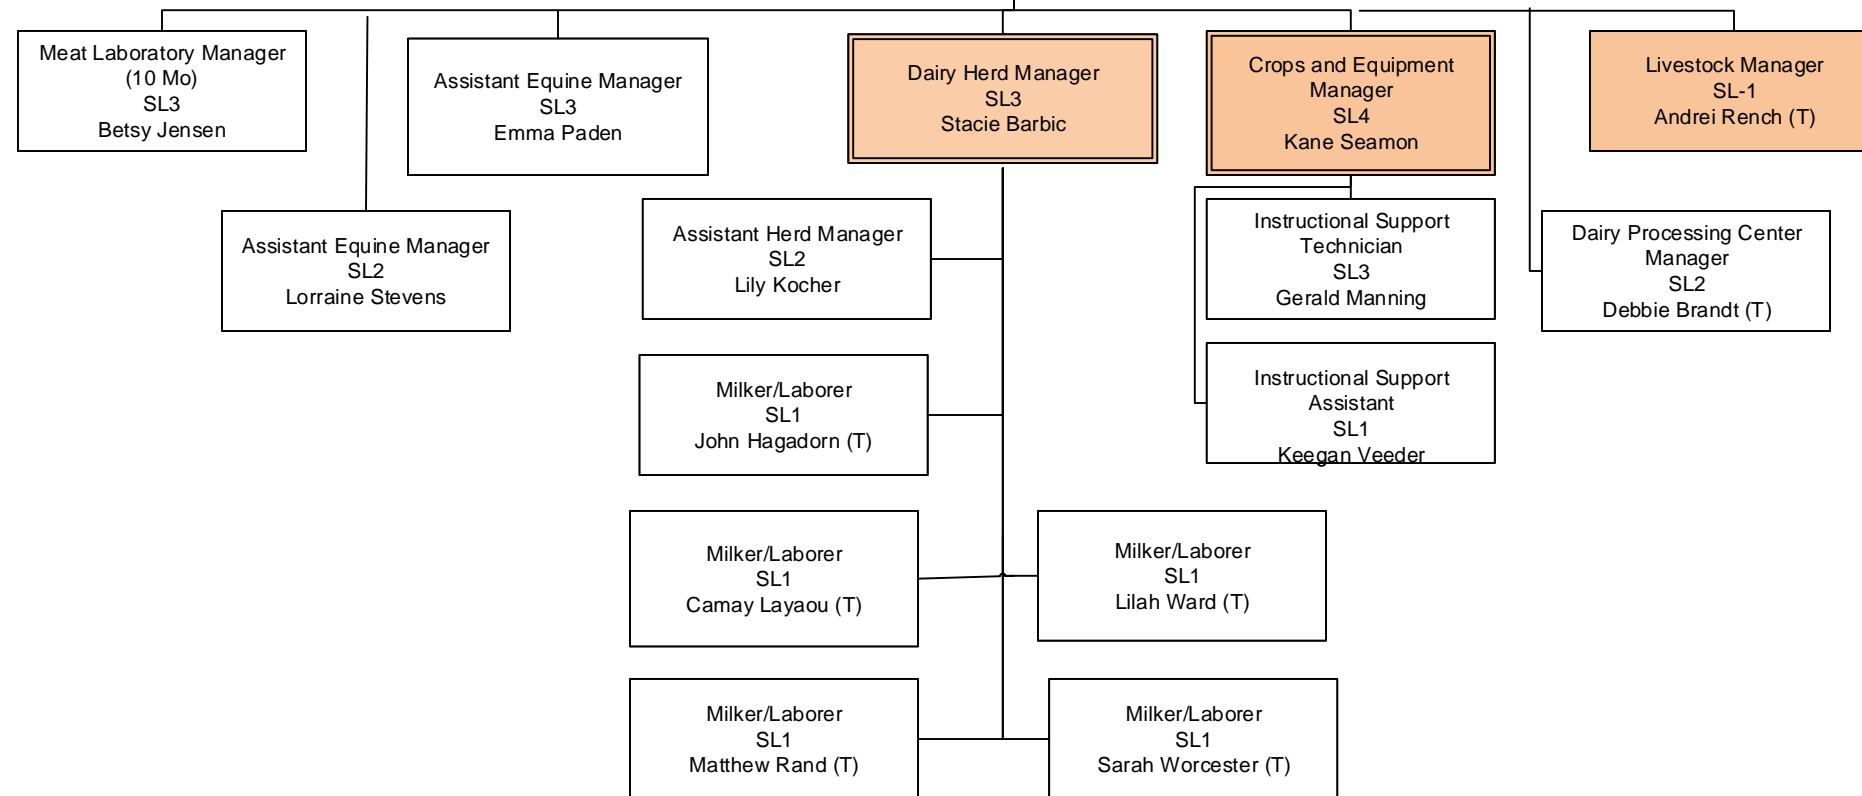 Meat Laboratory Manager
(10 Mo)
SL3
Betsy Jensen
Assistant Equine Manager
SL3
Emma Paden
Dairy Herd Manager
SL3
Stacie Barbic
Crops and Equipment
Manager
SL4
Kane Seamon
Livestock Manager
SL-1
Andrei Rench (T)
Assistant Equine Manager
SL2
Lorraine Stevens
Assistant Herd Manager
SL2
Lily Kocher
Instructional Support
Technician
SL3
Gerald Manning
Dairy Processing Center
Manager
SL2
Debbie Brandt (T)
Milker/Laborer
SL1
John Hagadorn (T)
Instructional Support
Assistant
SL1
Keegan Veeder
Milker/Laborer
SL1
Camay Layaou (T)
Milker/Laborer
SL1
Lilah Ward (T)
Milker/Laborer
SL1
Matthew Rand (T)
Milker/Laborer
SL1
Sarah Worcester (T)